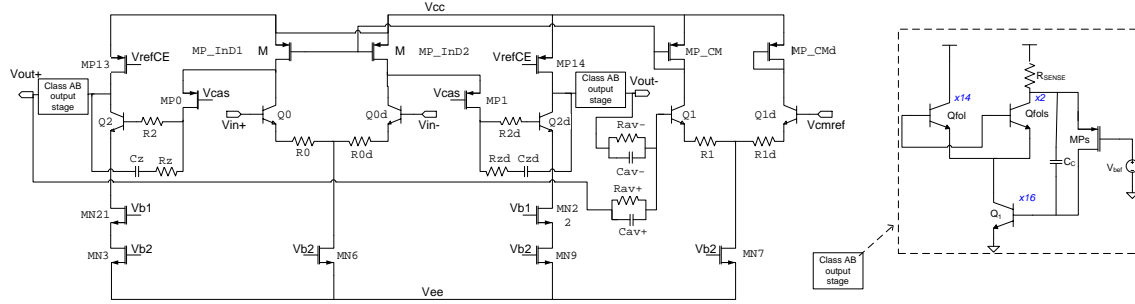 Vcc
MP_InD1
M
M
MP_InD2
MP_CM
MP_CMd
VrefCE
MP13
Vout+
Class AB
output
stage
MP0
Vcas
VrefCE
MP14
Class AB
output
stage
Vout-
Vcas
MP1
Q2
R2
Vin+
Q0
Q0d
Vin-
R2d
Q2d
Rav-
Cav-
Q1
Q1d
Vcmref
R0
R0d
R1
R1d
Cz
Rz
Rzd
Czd
Rav+
Cav+
Vb1
MN21
Vb1
MN2
2
Vb2
MN3
Vb2
MN6
Vb2
MN9
Vb2
MN7
Vee
RSENSE
x14
Qfol
x2
Qfols
MPs
CC
Vbef
x16
Q1
Class AB
output
stage